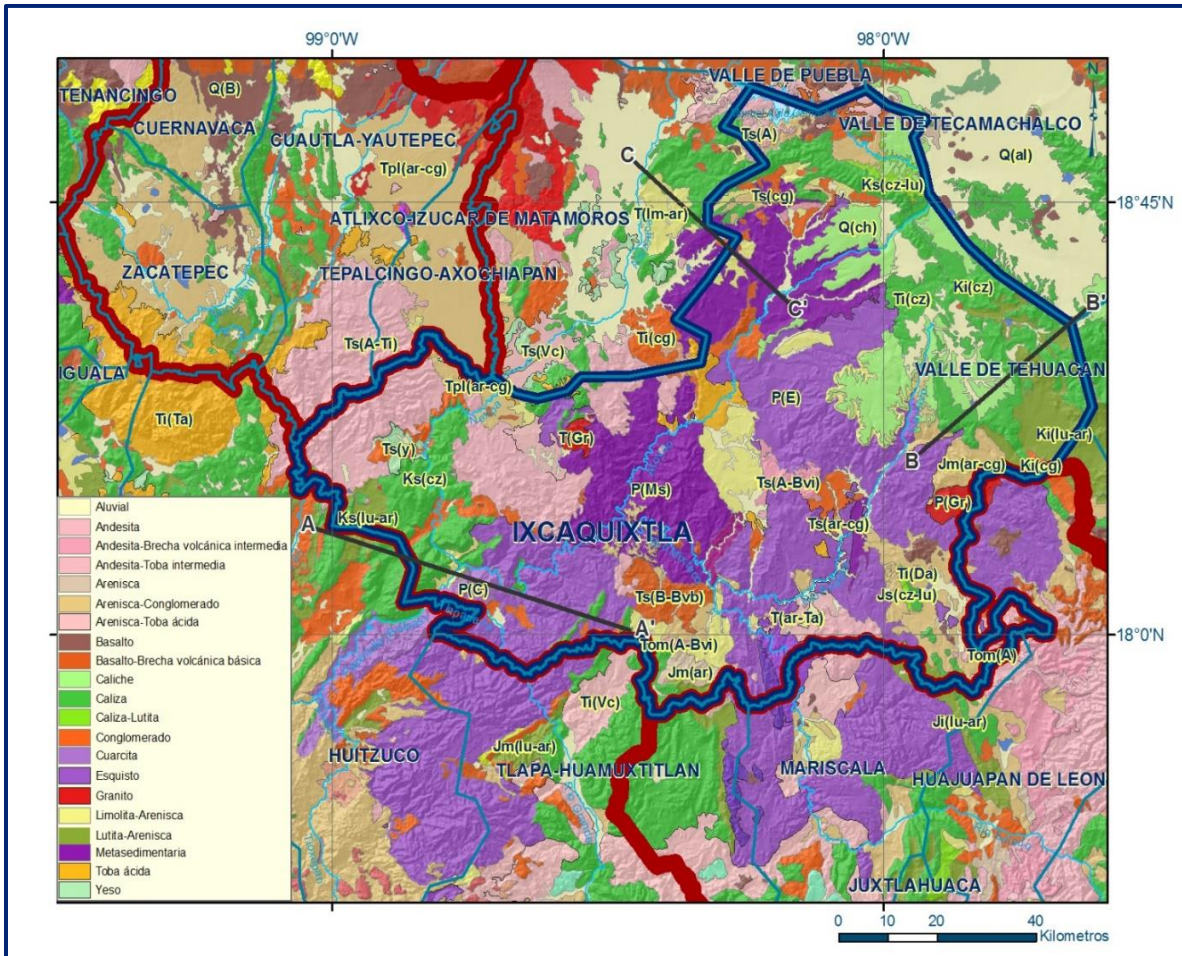 99°0'W
98°0'W
N
TENANCINGO
Q(B)
CUERNAVACA
CUAUTLA-YAUTEPEC
Tpl(ar-cg)
VALLE DE PUEBLA
Ts(A)
VALLE DE TECAMACHALCO
Q(al)
C
Ts(cg)
Ks(cz-lu)
18°45'N
ATLIXCO-IZUCAR DE MATAMOROS
T(lm-ar)
Q(ch)
ZACATEPEC
TEPALCINGO-AXOCHIAPAN
Ki(cz)
Ti(cz)
B'
C'
Ti(cg)
Ts(A-Ti)
Ts(Vc)
IGUALA
VALLE DE TEHUACAN
Tpl(ar-cg)
P(E)
Ti(Ta)
T(Gr)
Ki(lu-ar)
Ts(y)
B
Jm(ar-cg)
Ki(cg)
Ks(cz)
P(Ms)
Ts(A-Bvi)
P(Gr)
Ks(lu-ar)
A
IXCAQUIXTLA
Ts(ar-cg)
Ti(Da)
P(C)
Ts(B-Bvb)
Js(cz-lu)
T(ar-Ta)
A'
18°0'N
Tom(A-Bvi)
Tom(A)
Jm(ar)
Ti(Vc)
Ji(lu-ar)
HUITZUCO
Jm(lu-ar)
TLAPA-HUAMUXTITLAN
MARISCALA
HUAJUAPAN DE LEON
JUXTLAHUACA
Aluvial
Andesita
Andesita-Brecha volcánica intermedia
Andesita-Toba intermedia
Arenisca
Arenisca-Conglomerado
Arenisca-Toba ácida
Basalto
Basalto-Brecha volcánica básica
Caliche
Caliza
Caliza-Lutita
Conglomerado
Cuarcita
Esquisto
Granito
Limolita-Arenisca
Lutita-Arenisca
Metasedimentaria
Toba ácida
Yeso
0 10 20 40
Kilometros